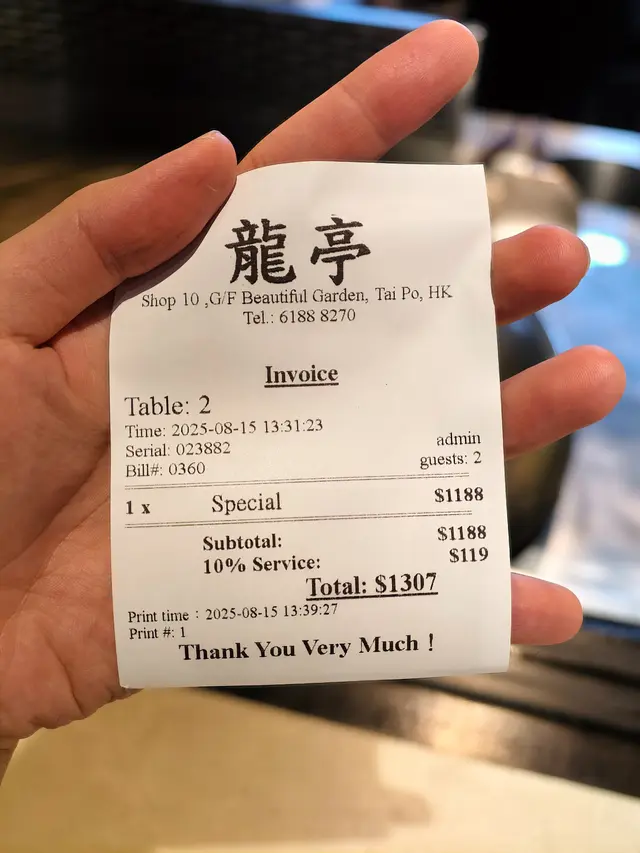 龍亭
Shop 10 ,G/F Beautiful Garden, Tai Po, HK
Tel.: 6188 8270
Invoice
Table: 2
Time: 2025-08-15 13:31:23
Serial: 023882 admin
Bill#: 0360 guests: 2
1 x Special $1188
Subtotal: $1188
10% Service: $119
Total: $1307
Print time : 2025-08-15 13:39:27
Print #: 1
Thank You Very Much !